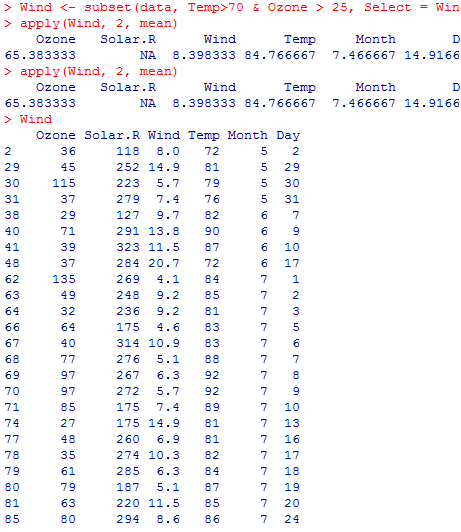 > Wind <- subset(data, Temp>70 & Ozone > 25, Select = Win
> apply(Wind, 2, mean)
Ozone Solar.R Wind Temp Month D
65.383333 NA 8.398333 84.766667 7.466667 14.9166
> apply(Wind, 2, mean)
Ozone Solar.R Wind Temp Month D
65.383333 NA 8.398333 84.766667 7.466667 14.9166
> Wind
Ozone Solar.R Wind Temp Month Day
2 36 118 8.0 72 5 2
29 45 252 14.9 81 5 29
30 115 223 5.7 79 5 30
31 37 279 7.4 76 5 31
38 29 127 9.7 82 6 7
40 71 291 13.8 90 6 9
41 39 323 11.5 87 6 10
48 37 284 20.7 72 6 17
62 135 269 4.1 84 7 1
63 49 248 9.2 85 7 2
64 32 236 9.2 81 7 3
66 64 175 4.6 83 7 5
67 40 314 10.9 83 7 6
68 77 276 5.1 88 7 7
69 97 267 6.3 92 7 8
70 97 272 5.7 92 7 9
71 85 175 7.4 89 7 10
74 27 175 14.9 81 7 13
77 48 260 6.9 81 7 16
78 35 274 10.3 82 7 17
79 61 285 6.3 84 7 18
80 79 187 5.1 87 7 19
81 63 220 11.5 85 7 20
85 80 294 8.6 86 7 24